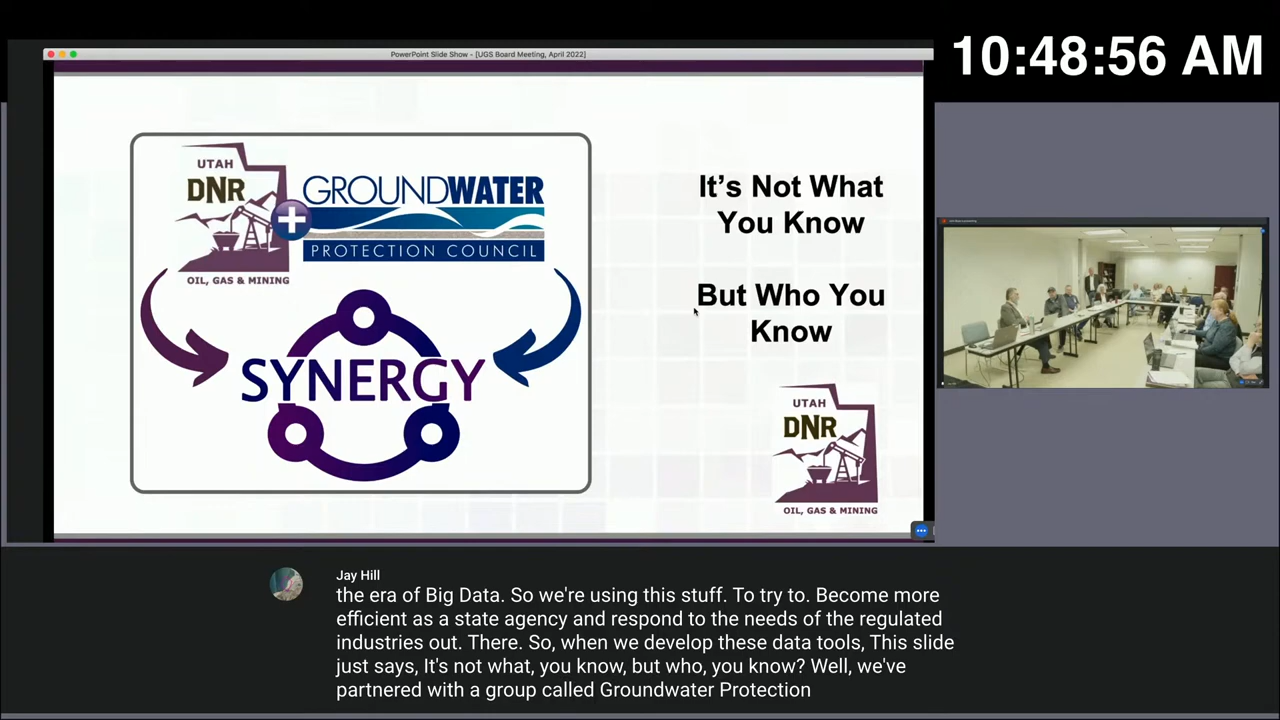 PowerPoint Slide Show - [UGS Board Meeting, April 2022]
10:48:56 AM
UTAH
DNR
OIL, GAS & MINING
GROUNDWATER
PROTECTION COUNCIL
SYNERGY
It's Not What
You Know
But Who You
Know
UTAH
DNR
OIL, GAS & MINING
Jay Hill
the era of Big Data. So we're using this stuff. To try to. Become more
efficient as a state agency and respond to the needs of the regulated
industries out. There. So, when we develop these data tools, This slide
just says, It's not what, you know, but who, you know? Well, we've
partnered with a group called Groundwater Protection